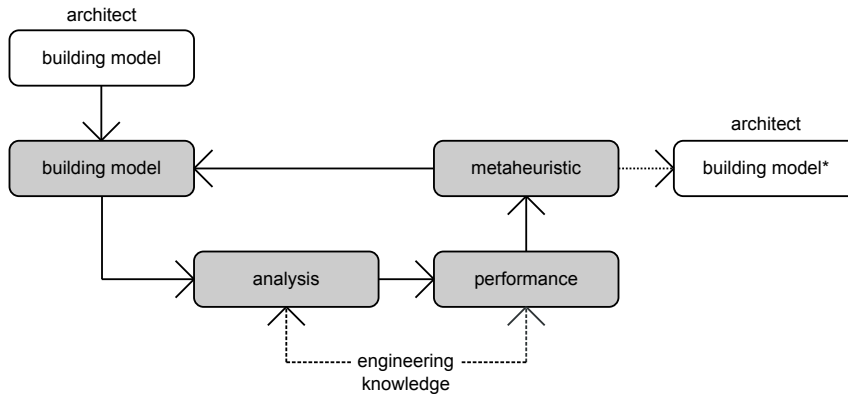 architect
building model
architect
building model
metaheuristic
building model*
analysis
performance
engineering
knowledge